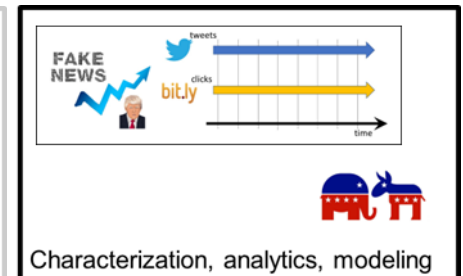 tweets
FAKE
NEWS
clicks
bit.ly
time
Characterization, analytics, modeling